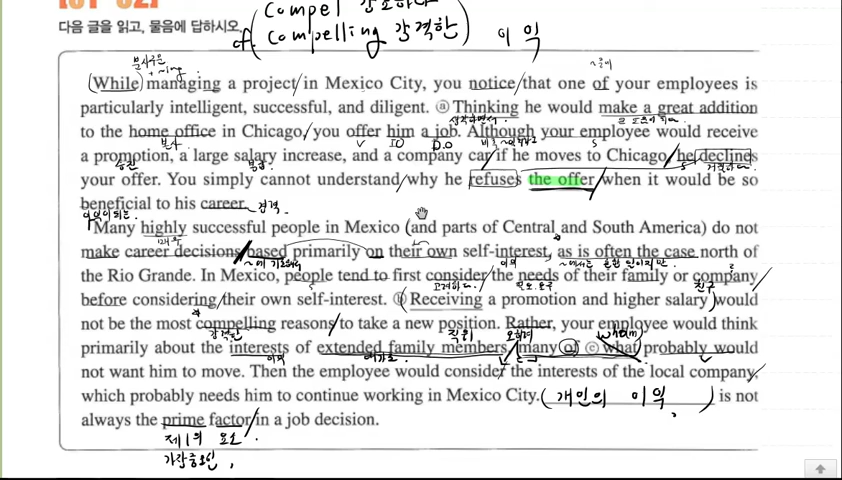 compel
다음 글을 읽고, 물음에 답하시오.
of compelling 강격한 이 익
분사구문
(While) managing a project in Mexico City, you notice that one of your employees is
particularly intelligent, successful, and diligent. ⓐ Thinking he would make a great addition
to the home office in Chicago, you offer him a job. Although your employee would receive
IO D.O
a promotion, a large salary increase, and a company car if he moves to Chicago, he declines
your offer. You simply cannot understand why he refuses the offer when it would be so
beneficial to his career.
Many highly successful people in Mexico (and parts of Central and South America) do not
make career decisions based primarily on their own self-interest, as is often the case north of
the Rio Grande. In Mexico, people tend to first consider the needs of their family or company
before considering their own self-interest. ⓑ Receiving a promotion and higher salary would
not be the most compelling reasons to take a new position. Rather, your employee would think
primarily about the interests of extended family members, many of ⓒ what probably would
not want him to move. Then the employee would consider the interests of the local company,
which probably needs him to continue working in Mexico City. (개인의 이익) is not
always the prime factor in a job decision.
제1의 요소